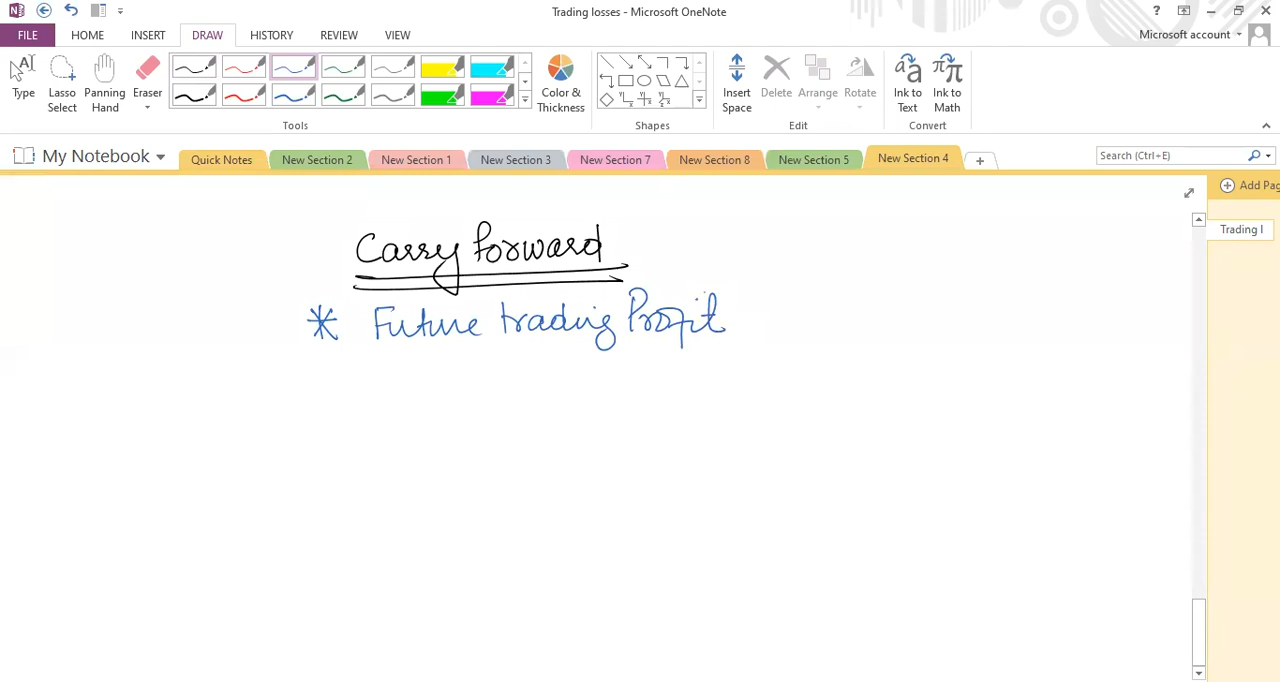 Trading losses - Microsoft OneNote
?
Microsoft account
FILE HOME INSERT DRAW HISTORY REVIEW VIEW
Type
Lasso Select
Panning Hand
Eraser
Color & Thickness
Insert Space
Delete
Arrange
Rotate
Ink to Text
Ink to Math
Tools Shapes Edit Convert
My Notebook Quick Notes New Section 2 New Section 1 New Section 3 New Section 7 New Section 8 New Section 5 New Section 4 + Search (Ctrl+E)
Add Pag
Trading l
Carry forward
* Future trading Profit